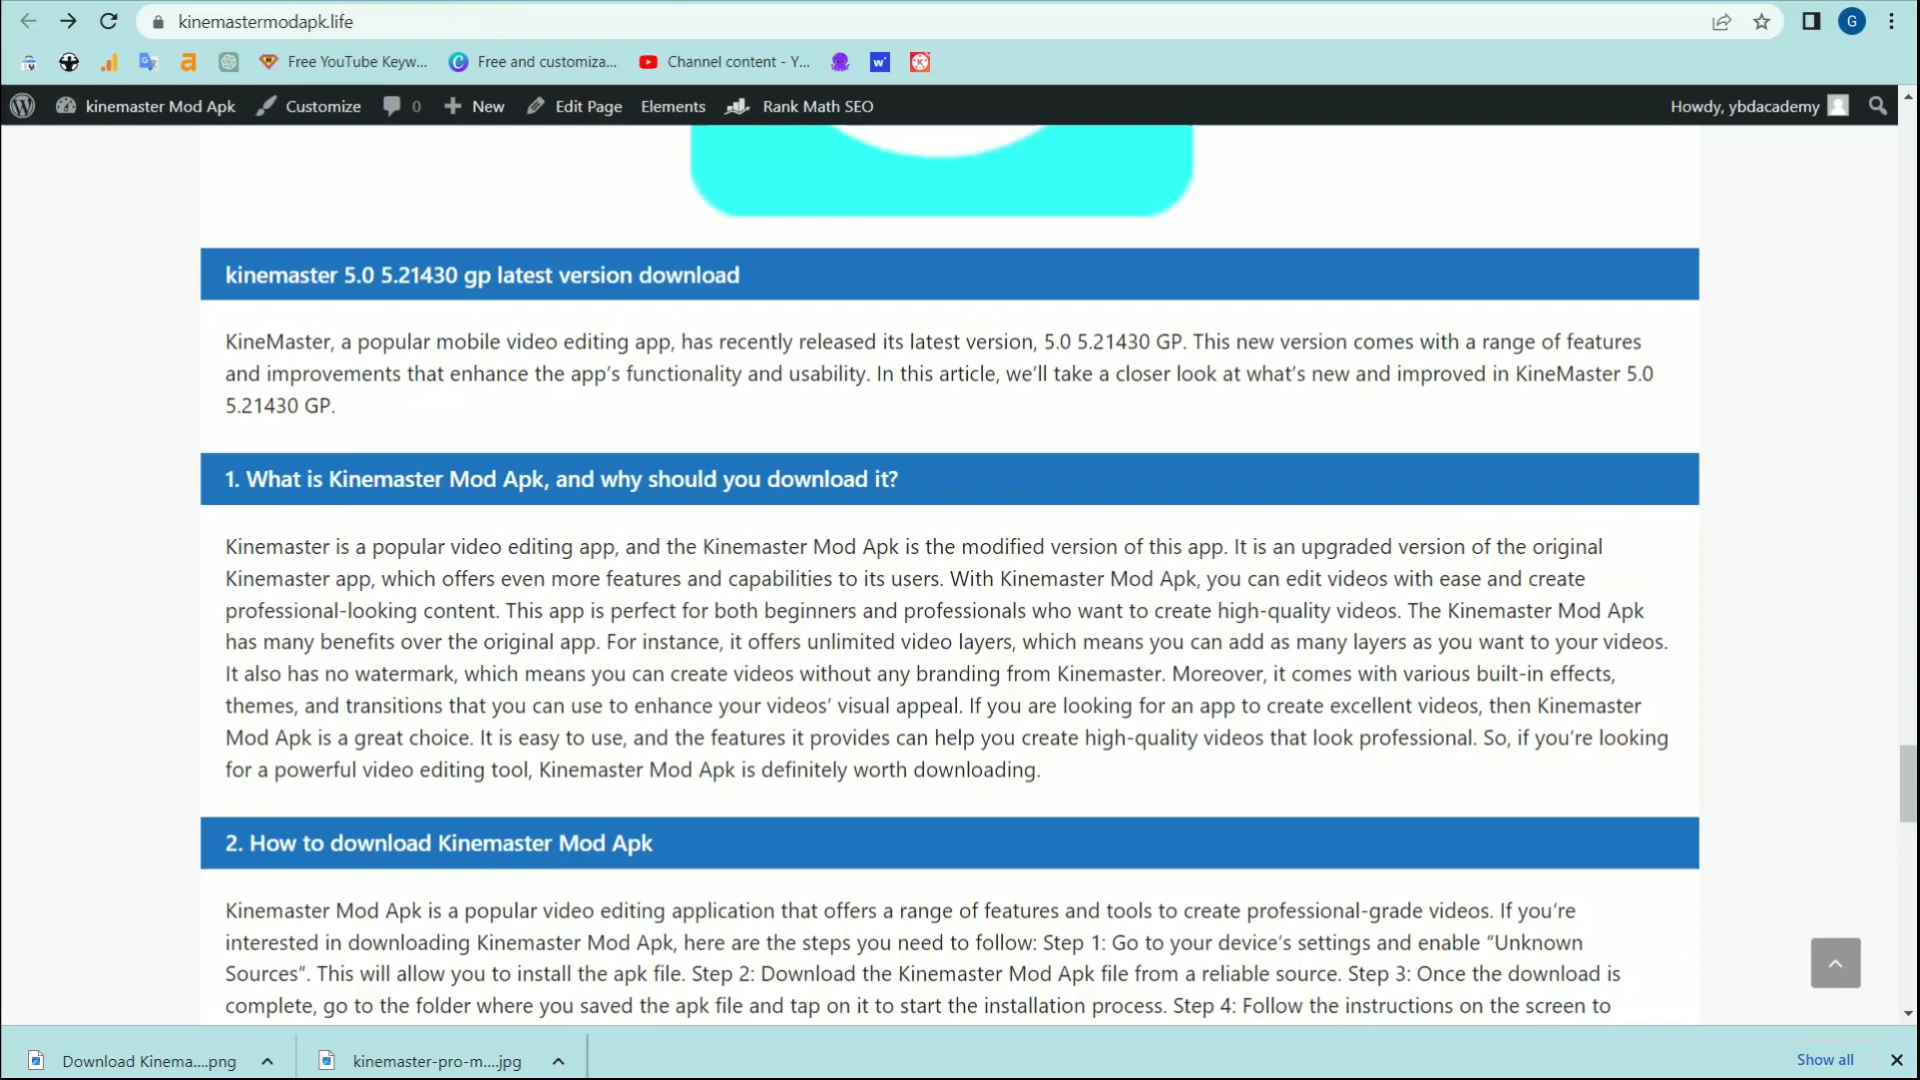 kinemastermodapk.life
G
Free YouTube Keyw...
Free and customiza...
Channel content - Y...
kinemaster Mod Apk
Customize
0
New
Edit Page
Elements
Rank Math SEO
Howdy, ybdacademy
kinemaster 5.0 5.21430 gp latest version download
KineMaster, a popular mobile video editing app, has recently released its latest version, 5.0 5.21430 GP. This new version comes with a range of features
and improvements that enhance the app’s functionality and usability. In this article, we’ll take a closer look at what’s new and improved in KineMaster 5.0
5.21430 GP.
1. What is Kinemaster Mod Apk, and why should you download it?
Kinemaster is a popular video editing app, and the Kinemaster Mod Apk is the modified version of this app. It is an upgraded version of the original
Kinemaster app, which offers even more features and capabilities to its users. With Kinemaster Mod Apk, you can edit videos with ease and create
professional-looking content. This app is perfect for both beginners and professionals who want to create high-quality videos. The Kinemaster Mod Apk
has many benefits over the original app. For instance, it offers unlimited video layers, which means you can add as many layers as you want to your videos.
It also has no watermark, which means you can create videos without any branding from Kinemaster. Moreover, it comes with various built-in effects,
themes, and transitions that you can use to enhance your videos’ visual appeal. If you are looking for an app to create excellent videos, then Kinemaster
Mod Apk is a great choice. It is easy to use, and the features it provides can help you create high-quality videos that look professional. So, if you’re looking
for a powerful video editing tool, Kinemaster Mod Apk is definitely worth downloading.
2. How to download Kinemaster Mod Apk
Kinemaster Mod Apk is a popular video editing application that offers a range of features and tools to create professional-grade videos. If you’re
interested in downloading Kinemaster Mod Apk, here are the steps you need to follow: Step 1: Go to your device’s settings and enable “Unknown
Sources”. This will allow you to install the apk file. Step 2: Download the Kinemaster Mod Apk file from a reliable source. Step 3: Once the download is
complete, go to the folder where you saved the apk file and tap on it to start the installation process. Step 4: Follow the instructions on the screen to
Download Kinema....png
kinemaster-pro-m....jpg
Show all